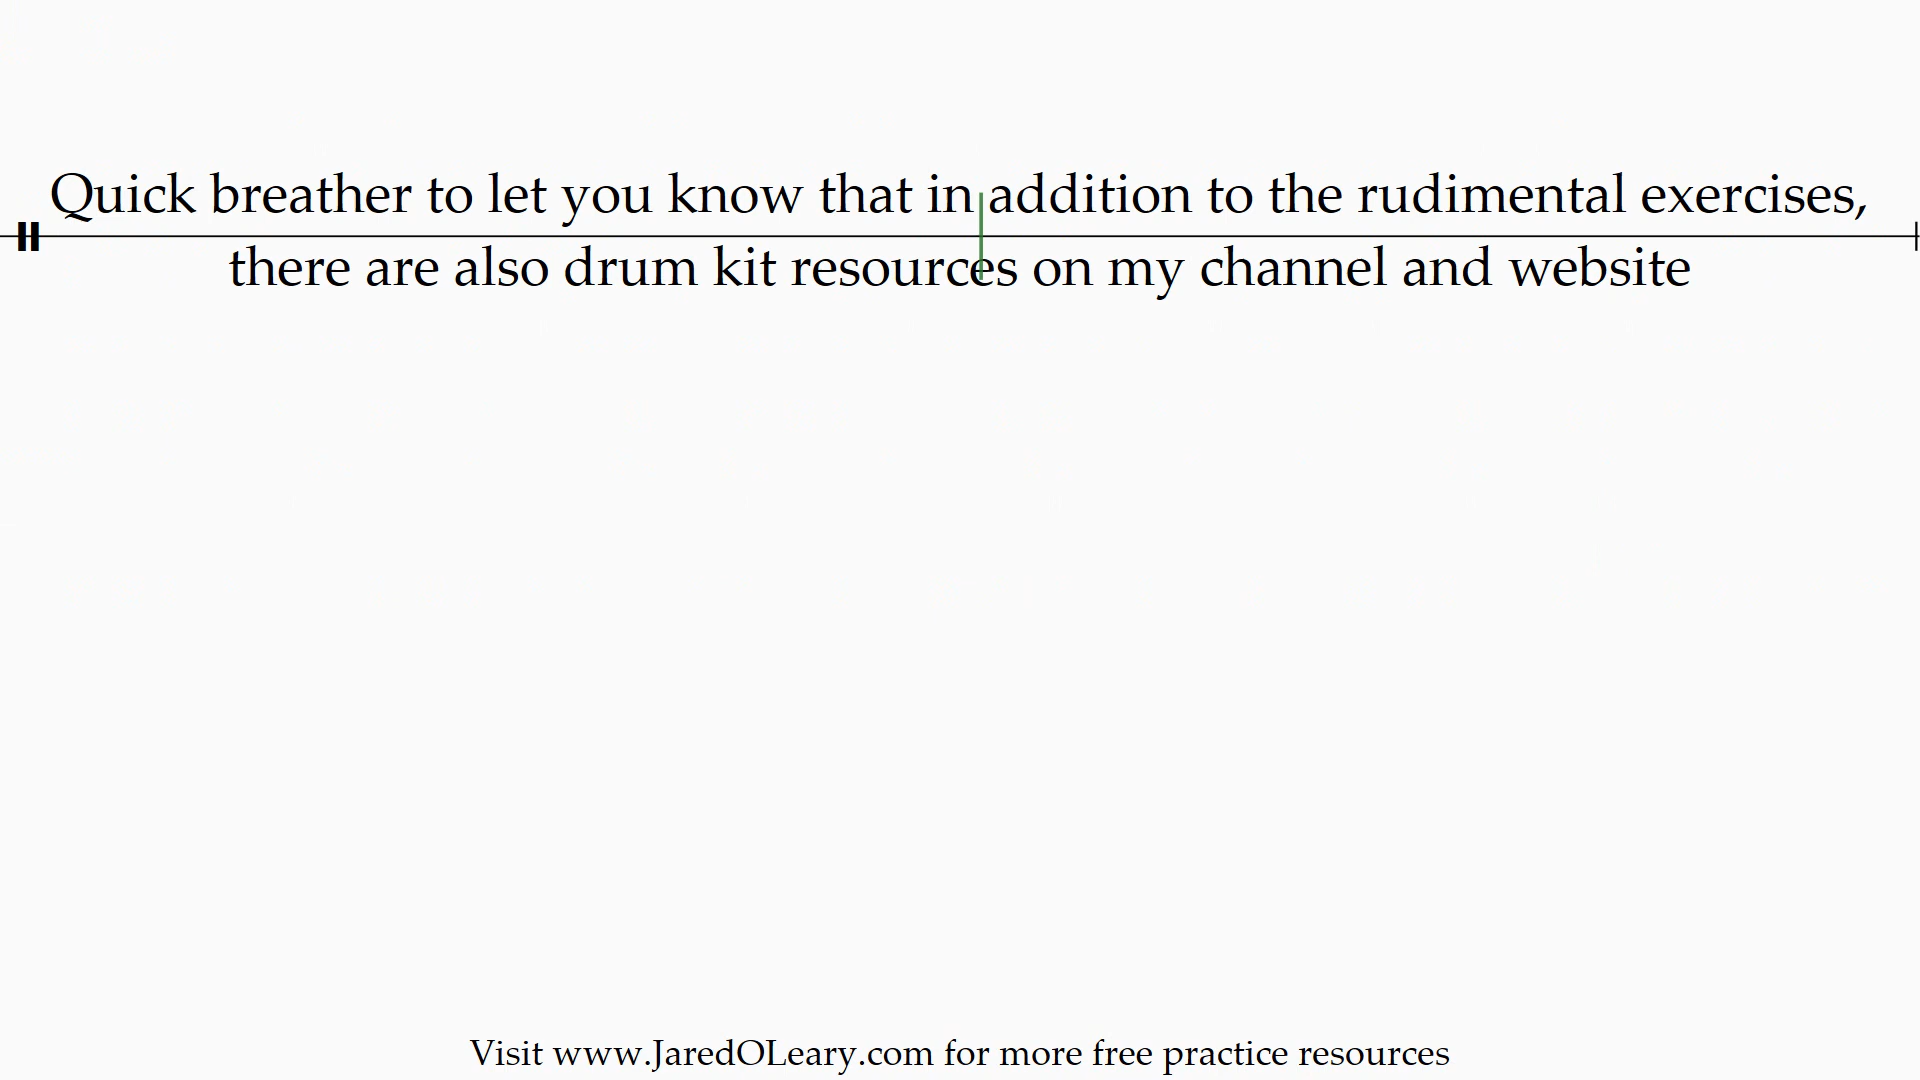 Quick breather to let you know that in addition to the rudimental exercises,
there are also drum kit resources on my channel and website
Visit www.JaredOLeary.com for more free practice resources